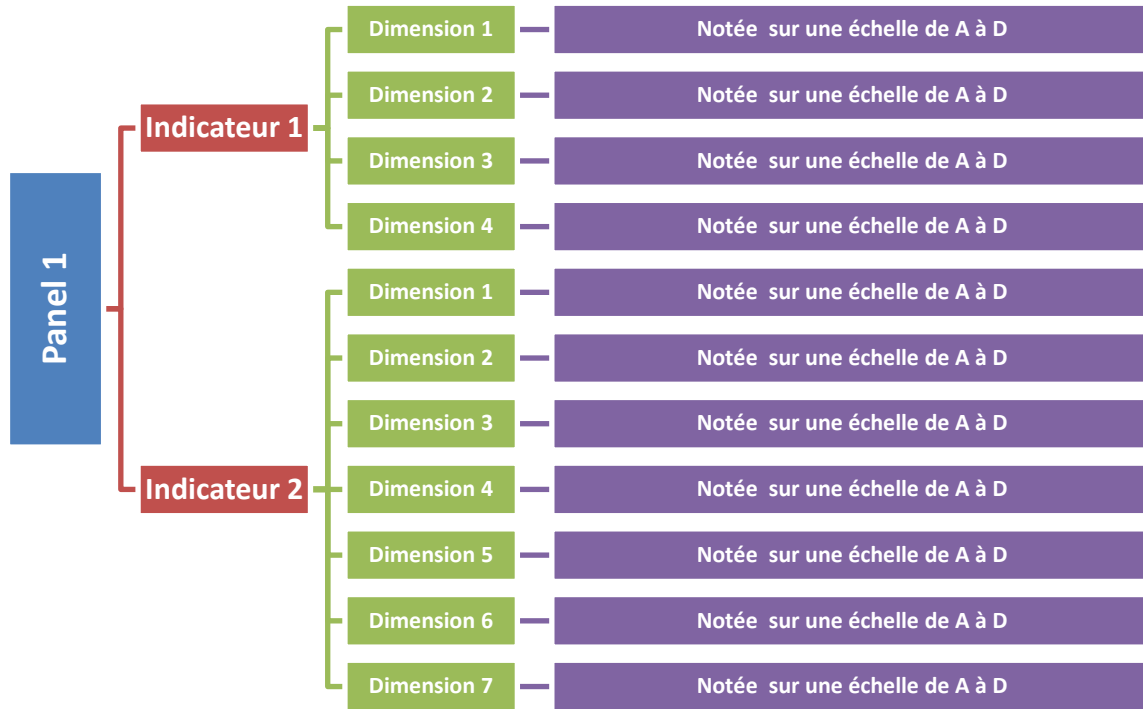 Panel 1
Indicateur 1
Dimension 1
Notée  sur une échelle de A à D
Dimension 2
Notée  sur une échelle de A à D
Dimension 3
Notée  sur une échelle de A à D
Dimension 4
Notée  sur une échelle de A à D
Indicateur 2
Dimension 1
Notée  sur une échelle de A à D
Dimension 2
Notée  sur une échelle de A à D
Dimension 3
Notée  sur une échelle de A à D
Dimension 4
Notée  sur une échelle de A à D
Dimension 5
Notée  sur une échelle de A à D
Dimension 6
Notée  sur une échelle de A à D
Dimension 7
Notée  sur une échelle de A à D